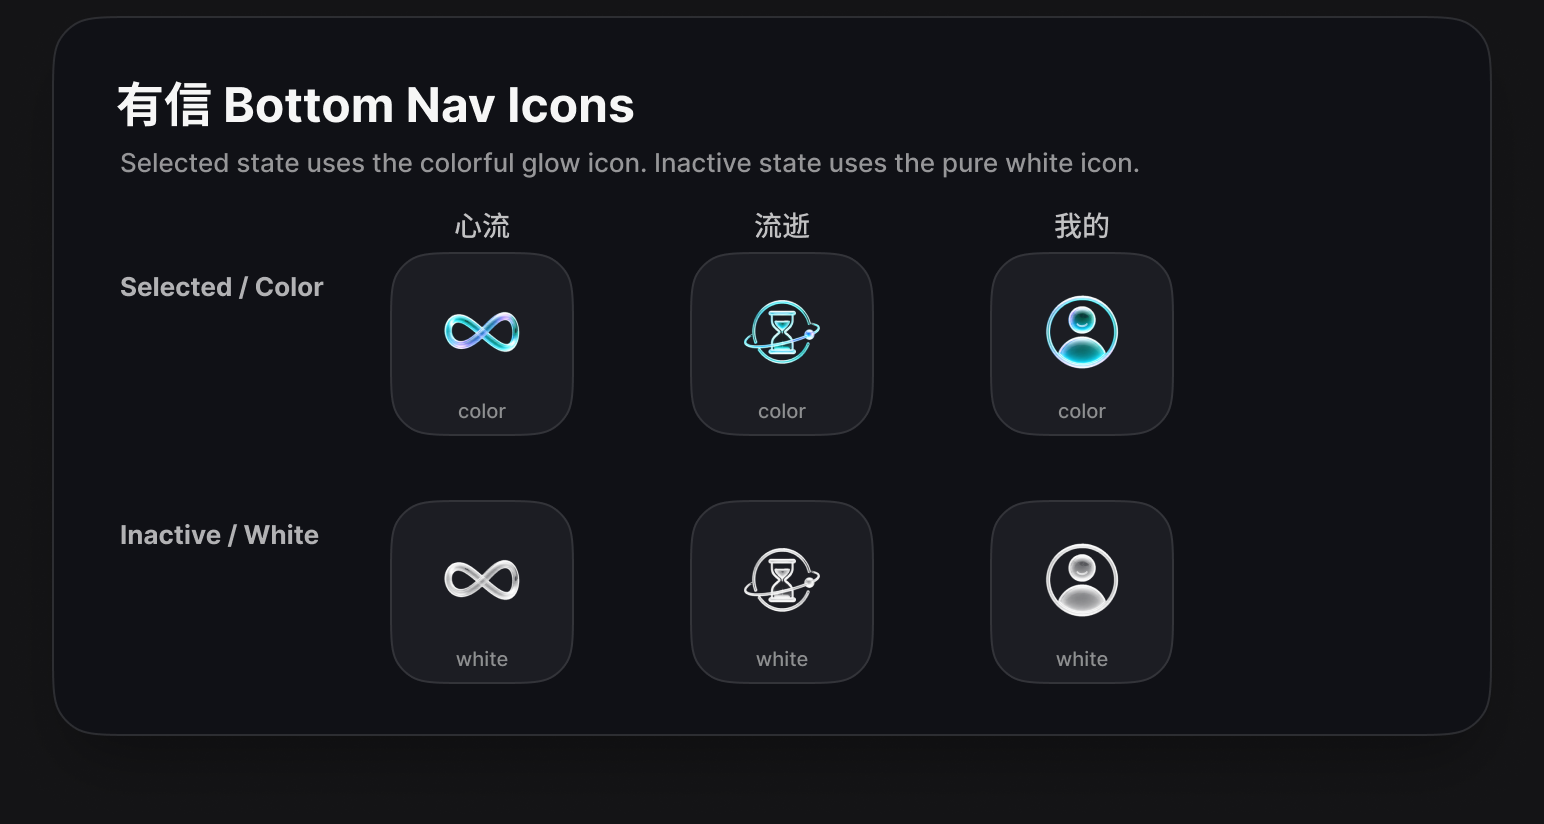 有信 Bottom Nav Icons
Selected state uses the colorful glow icon. Inactive state uses the pure white icon.
心流 流逝 我的
Selected / Color
color color color
Inactive / White
white white white